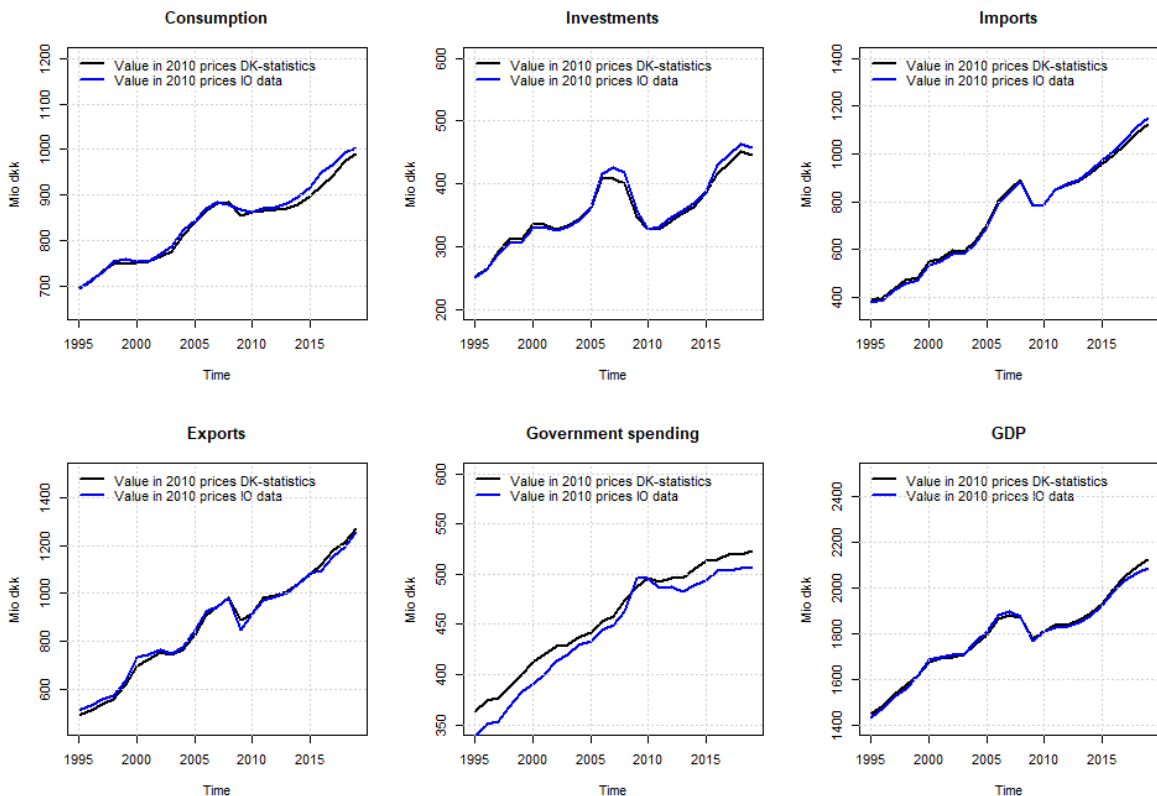 Consumption
Value in 2010 prices DK-statistics
Value in 2010 prices IO data
Mio dkk
700
800
900
1000
1100
1200
1995 2000 2005 2010 2015
Time
Investments
Value in 2010 prices DK-statistics
Value in 2010 prices IO data
Mio dkk
200
300
400
500
600
1995 2000 2005 2010 2015
Time
Imports
Value in 2010 prices DK-statistics
Value in 2010 prices IO data
Mio dkk
400
600
800
1000
1200
1400
1995 2000 2005 2010 2015
Time
Exports
Value in 2010 prices DK-statistics
Value in 2010 prices IO data
Mio dkk
600
800
1000
1200
1400
1995 2000 2005 2010 2015
Time
Government spending
Value in 2010 prices DK-statistics
Value in 2010 prices IO data
Mio dkk
350
400
450
500
550
600
1995 2000 2005 2010 2015
Time
GDP
Value in 2010 prices DK-statistics
Value in 2010 prices IO data
Mio dkk
1400
1600
1800
2000
2200
2400
1995 2000 2005 2010 2015
Time